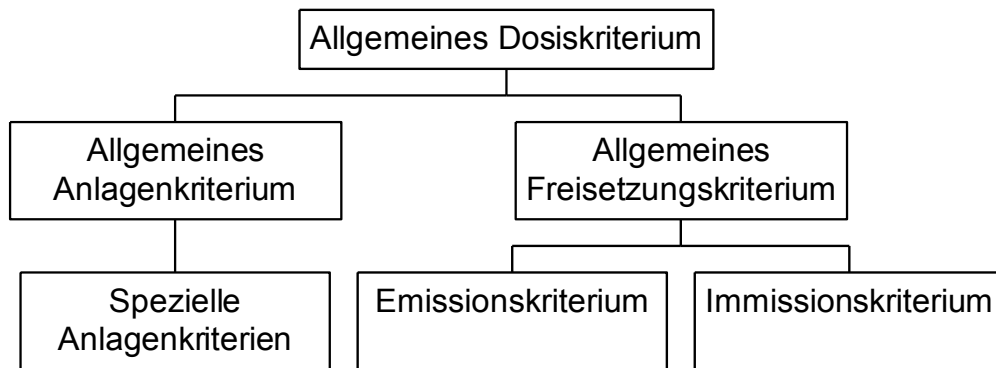 Allgemeines Dosiskriterium
Allgemeines
Anlagenkriterium
Allgemeines
Freisetzungskriterium
Spezielle
Anlagenkriterien
Emissionskriterium
Immissionskriterium